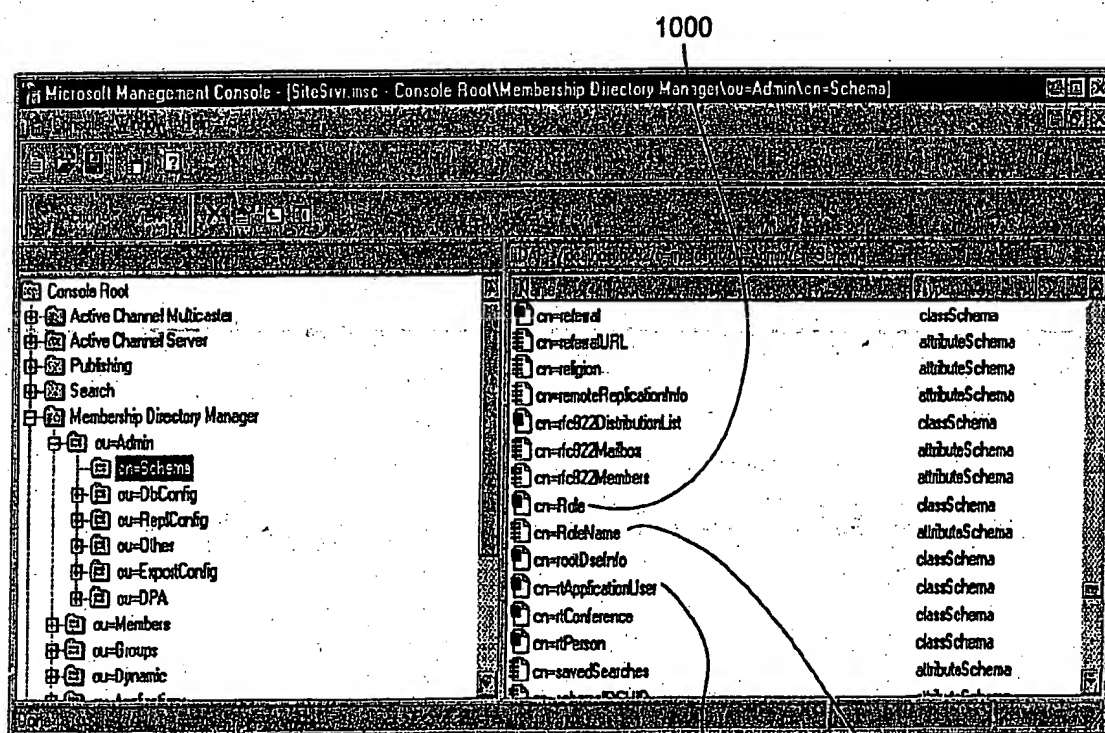 1000
Microsoft Management Console - [SiteSrvr.msc - Console Root\Membership Directory Manager\ou=Admin\cn=Schema]
Console Root
Active Channel Multicaster
Active Channel Server
Publishing
Search
Membership Directory Manager
ou=Admin
cn=Schema
ou=DbConfig
ou=ReplConfig
ou=Other
ou=ExportConfig
ou=DPA
ou=Members
ou=Groups
ou=Dynamic
cn=referral classSchema
cn=referralURL attributeSchema
cn=religion attributeSchema
cn=remoteReplicationInfo attributeSchema
cn=rfc822DistributionList classSchema
cn=rfc822Mailbox attributeSchema
cn=rfc822Members attributeSchema
cn=Role classSchema
cn=RoleName attributeSchema
cn=rootDseInfo classSchema
cn=rtApplicationUser classSchema
cn=rtConference classSchema
cn=rtPerson classSchema
cn=savedSearches attributeSchema
attributeSchema